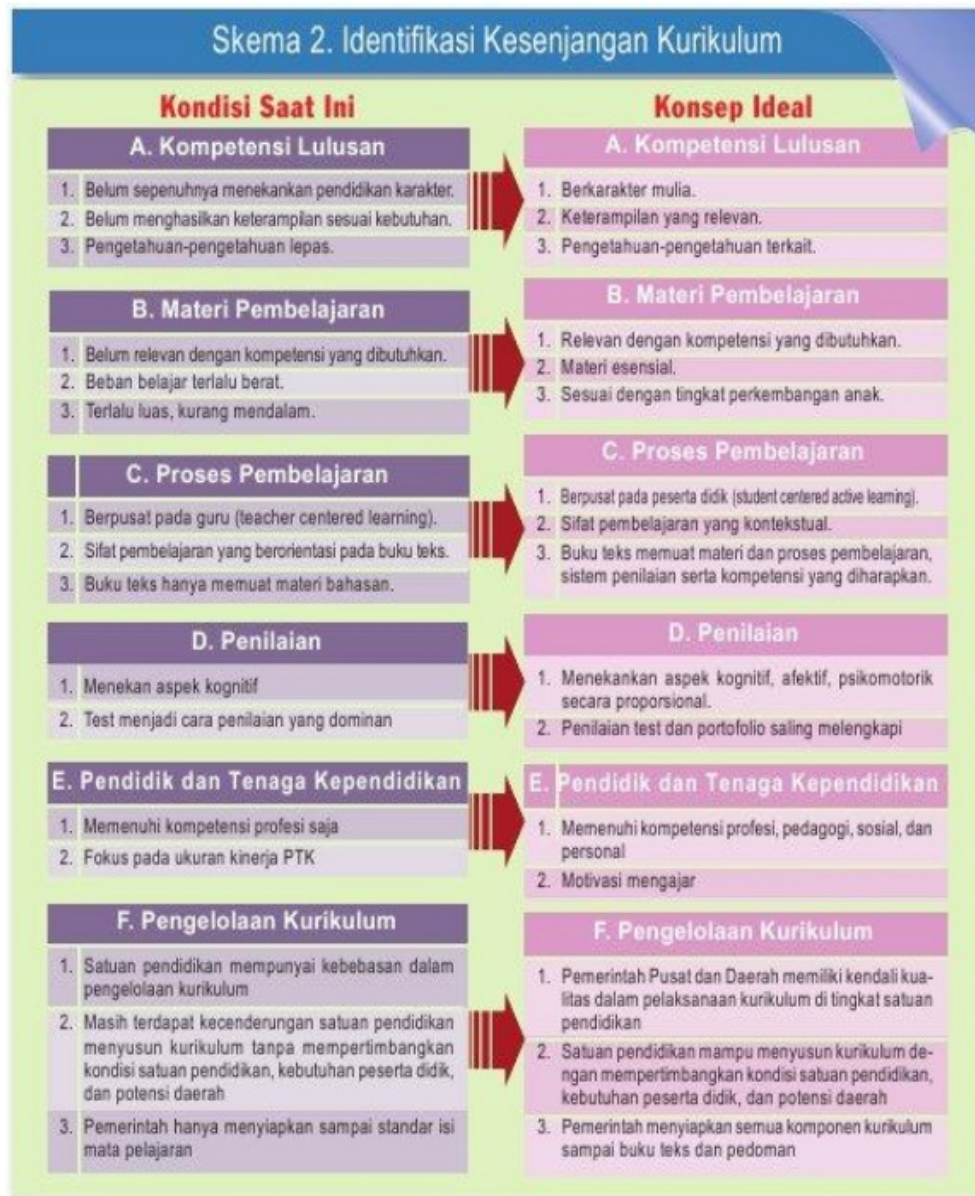 Skema 2. Identifikasi Kesenjangan Kurikulum
Kondisi Saat Ini
Konsep Ideal
A. Kompetensi Lulusan
1. Belum sepenuhnya menekankan pendidikan karakter.
2. Belum menghasilkan keterampilan sesuai kebutuhan.
3. Pengetahuan-pengetahuan lepas.
A. Kompetensi Lulusan
1. Berkarakter mulia.
2. Keterampilan yang relevan.
3. Pengetahuan-pengetahuan terkait.
B. Materi Pembelajaran
1. Belum relevan dengan kompetensi yang dibutuhkan.
2. Beban belajar terlalu berat.
3. Terlalu luas, kurang mendalam.
B. Materi Pembelajaran
1. Relevan dengan kompetensi yang dibutuhkan.
2. Materi esensial.
3. Sesuai dengan tingkat perkembangan anak.
C. Proses Pembelajaran
1. Berpusat pada guru (teacher centered learning).
2. Sifat pembelajaran yang berorientasi pada buku teks.
3. Buku teks hanya memuat materi bahasan.
C. Proses Pembelajaran
1. Berpusat pada peserta didik (student centered active learning).
2. Sifat pembelajaran yang kontekstual.
3. Buku teks memuat materi dan proses pembelajaran,
sistem penilaian serta kompetensi yang diharapkan.
D. Penilaian
1. Menekan aspek kognitif
2. Test menjadi cara penilaian yang dominan
D. Penilaian
1. Menekankan aspek kognitif, afektif, psikomotorik
secara proporsional.
2. Penilaian test dan portofolio saling melengkapi
E. Pendidik dan Tenaga Kependidikan
1. Memenuhi kompetensi profesi saja
2. Fokus pada ukuran kinerja PTK
E. Pendidik dan Tenaga Kependidikan
1. Memenuhi kompetensi profesi, pedagogi, sosial, dan
personal
2. Motivasi mengajar
F. Pengelolaan Kurikulum
1. Satuan pendidikan mempunyai kebebasan dalam
pengelolaan kurikulum
2. Masih terdapat kecenderungan satuan pendidikan
menyusun kurikulum tanpa mempertimbangkan
kondisi satuan pendidikan, kebutuhan peserta didik,
dan potensi daerah
3. Pemerintah hanya menyiapkan sampai standar isi
mata pelajaran
F. Pengelolaan Kurikulum
1. Pemerintah Pusat dan Daerah memiliki kendali kua-
litas dalam pelaksanaan kurikulum di tingkat satuan
pendidikan
2. Satuan pendidikan mampu menyusun kurikulum de-
ngan mempertimbangkan kondisi satuan pendidikan,
kebutuhan peserta didik, dan potensi daerah
3. Pemerintah menyiapkan semua komponen kurikulum
sampai buku teks dan pedoman